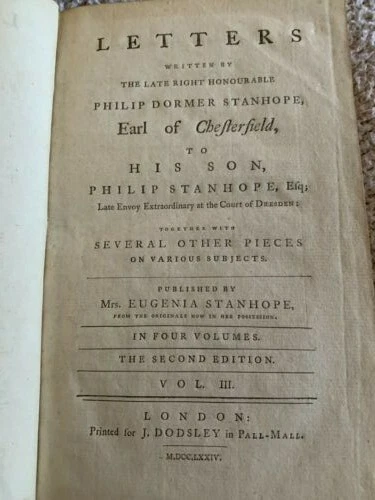 LETTERS
WRITTEN BY
THE LATE RIGHT HONOURABLE
PHILIP DORMER STANHOPE,
Earl of Cheſterfield,
TO
HIS SON,
PHILIP STANHOPE, Eſq;
Late Envoy Extraordinary at the Court of DRESDEN:
TOGETHER WITH
SEVERAL OTHER PIECES
ON VARIOUS SUBJECTS.
PUBLISHED BY
Mrs. EUGENIA STANHOPE,
FROM THE ORIGINALS NOW IN HER POSSESSION.
IN FOUR VOLUMES.
THE SECOND EDITION.
VOL. III.
LONDON:
Printed for J. DODSLEY in PALL-MALL.
M.DCC.LXXIV.